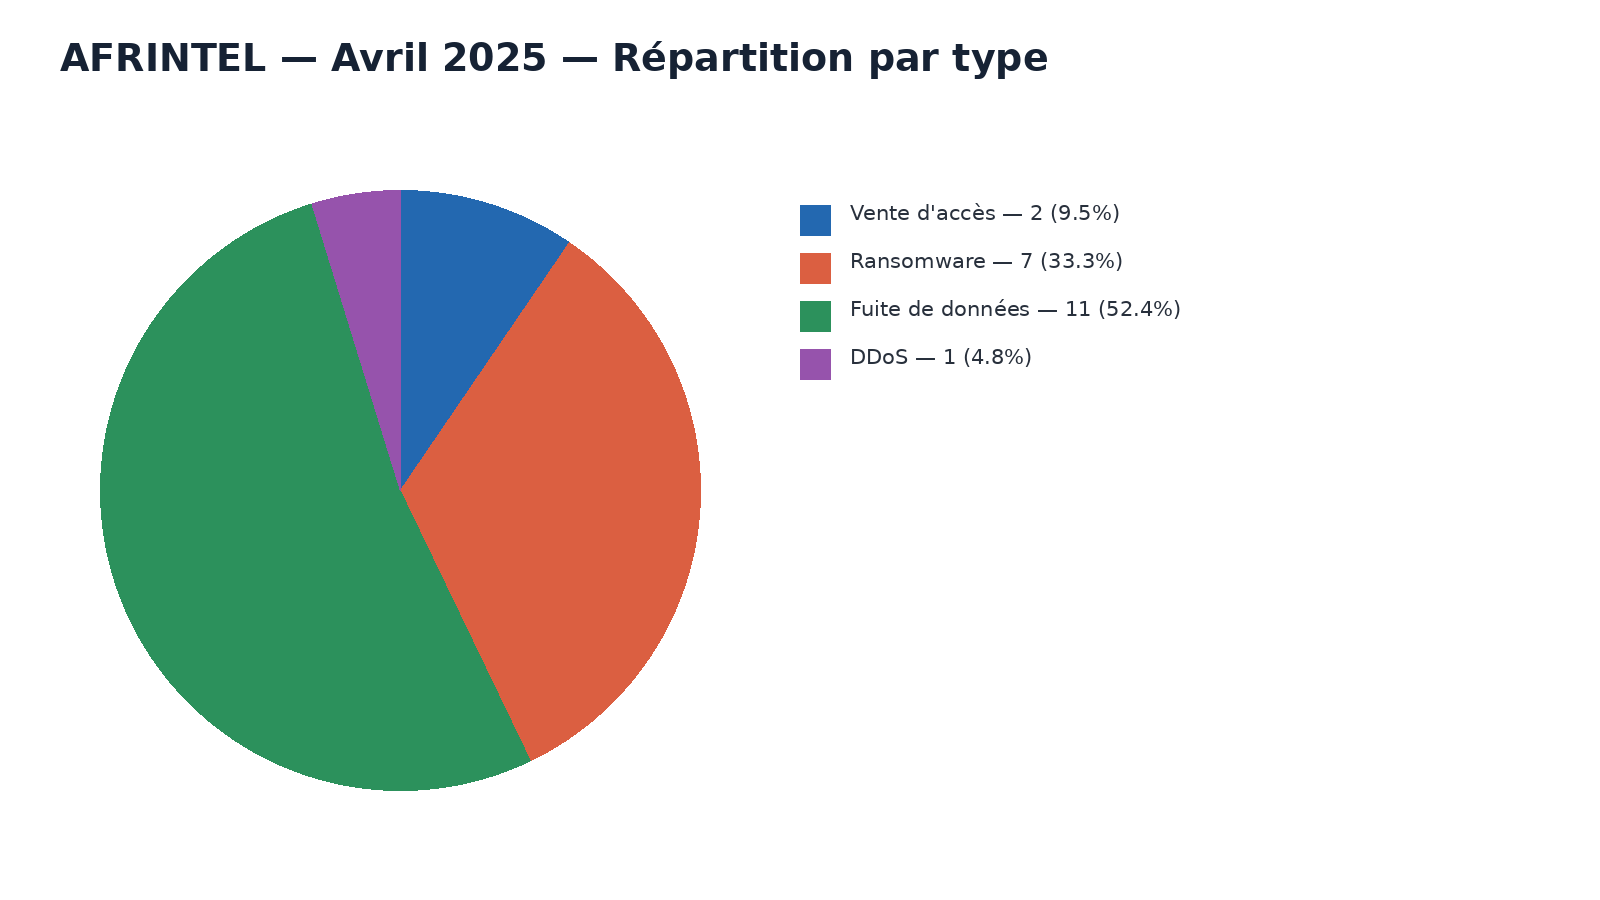 AFRINTEL — Avril 2025 — Répartition par type
Vente d'accès — 2 (9.5%)
Ransomware — 7 (33.3%)
Fuite de données — 11 (52.4%)
DDoS — 1 (4.8%)